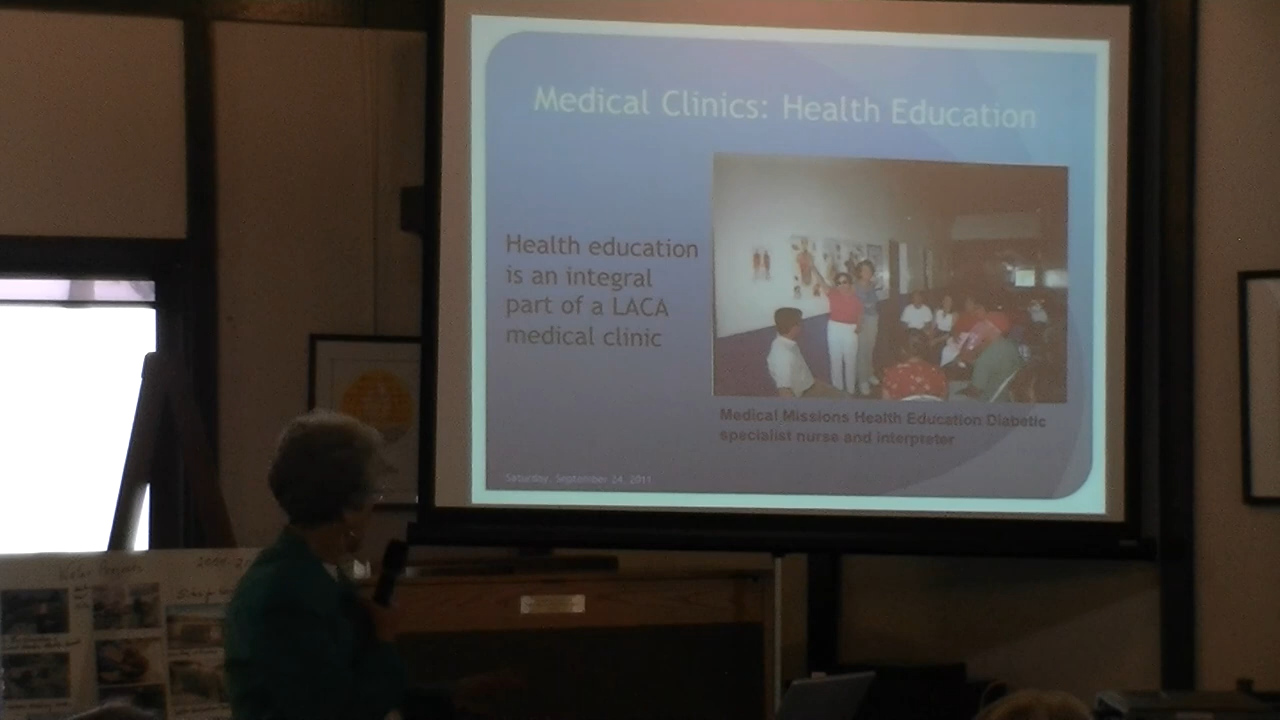 Medical Clinics: Health Education
Health education
is an integral
part of a LACA
medical clinic
Medical Missions Health Education Diabetic
specialist nurse and interpreter
Saturday, September 24, 2011